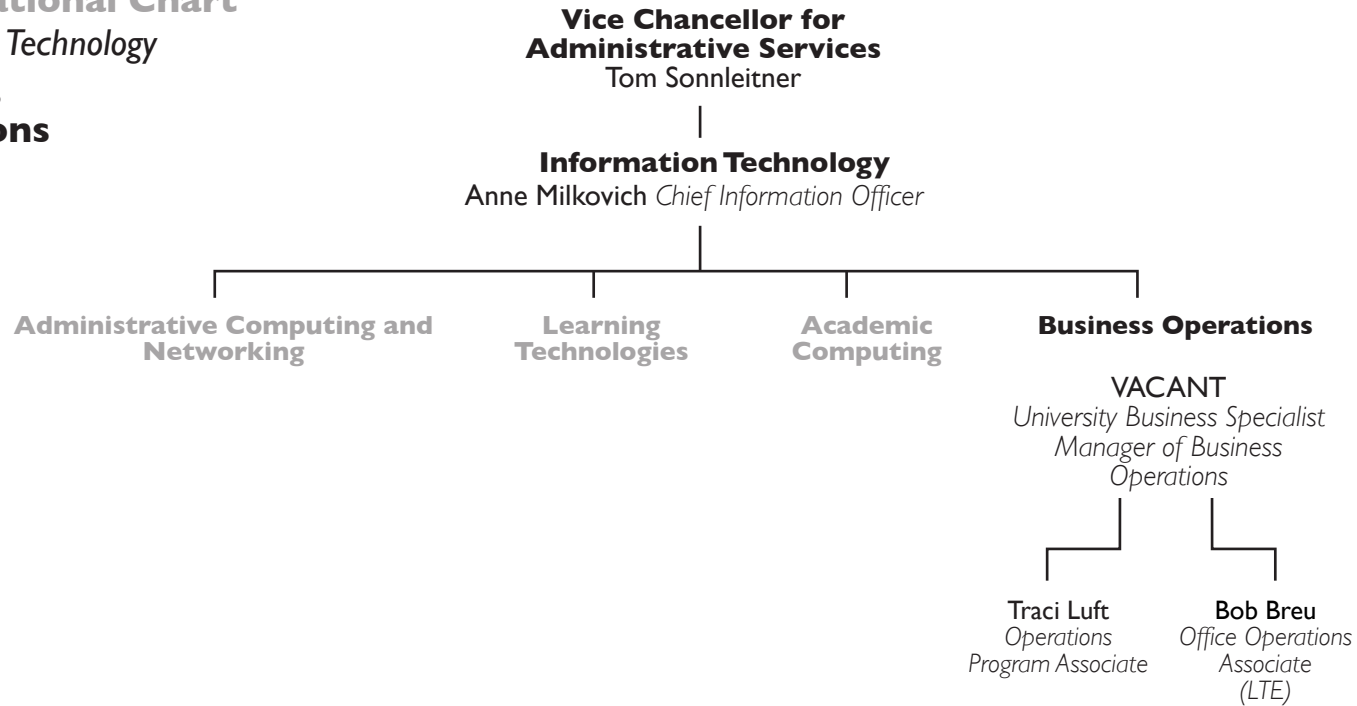 ational Chart
Technology
ons
Vice Chancellor for
Administrative Services
Tom Sonnleitner
Information Technology
Anne Milkovich Chief Information Officer
Administrative Computing and
Networking
Learning
Technologies
Academic
Computing
Business Operations
VACANT
University Business Specialist
Manager of Business
Operations
Traci Luft
Operations
Program Associate
Bob Breu
Office Operations
Associate
(LTE)